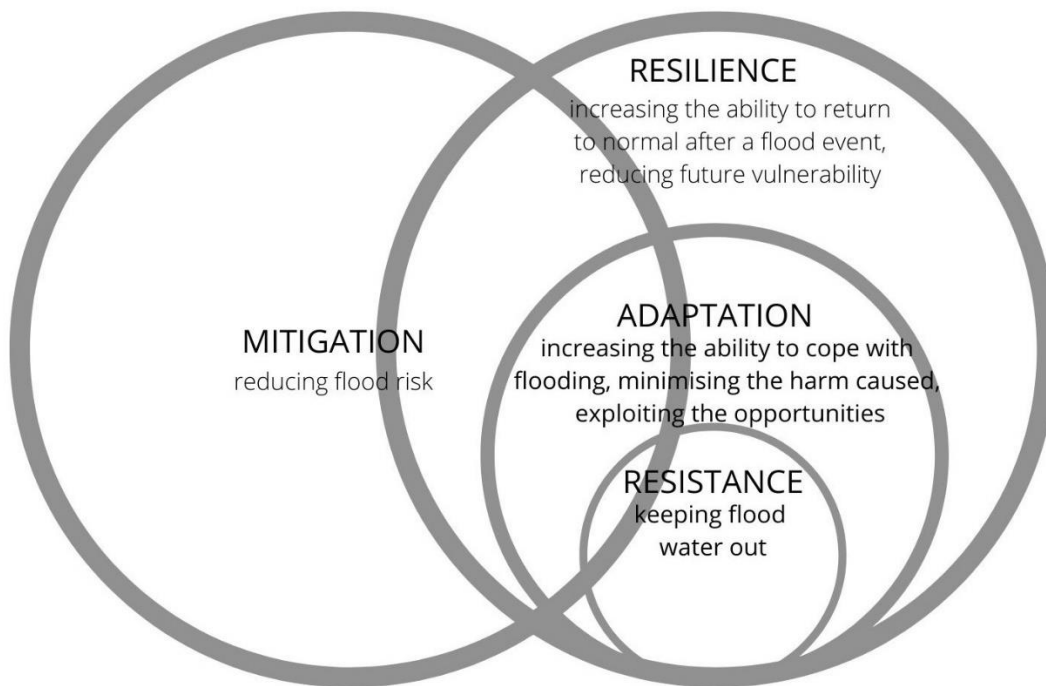 RESILIENCE
increasing the ability to return
to normal after a flood event,
reducing future vulnerability
MITIGATION
reducing flood risk
ADAPTATION
increasing the ability to cope with
flooding, minimising the harm caused,
exploiting the opportunities
RESISTANCE
keeping flood
water out